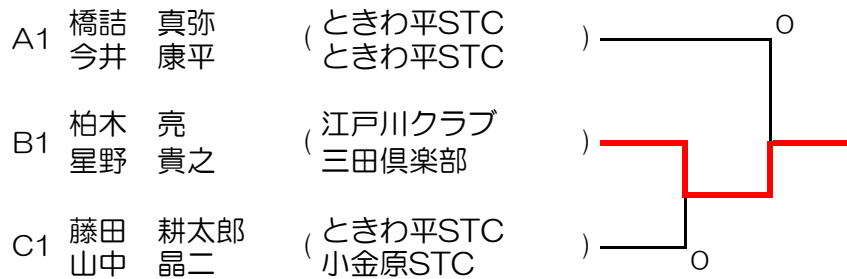 A1 橋詰 真弥 ( ときわ平STC ) 0
今井 康平 ときわ平STC
B1 柏木 亮 ( 江戸川クラブ )
星野 貴之 三田倶楽部
C1 藤田 耕太郎 ( ときわ平STC ) 0
山中 晶二 小金原STC